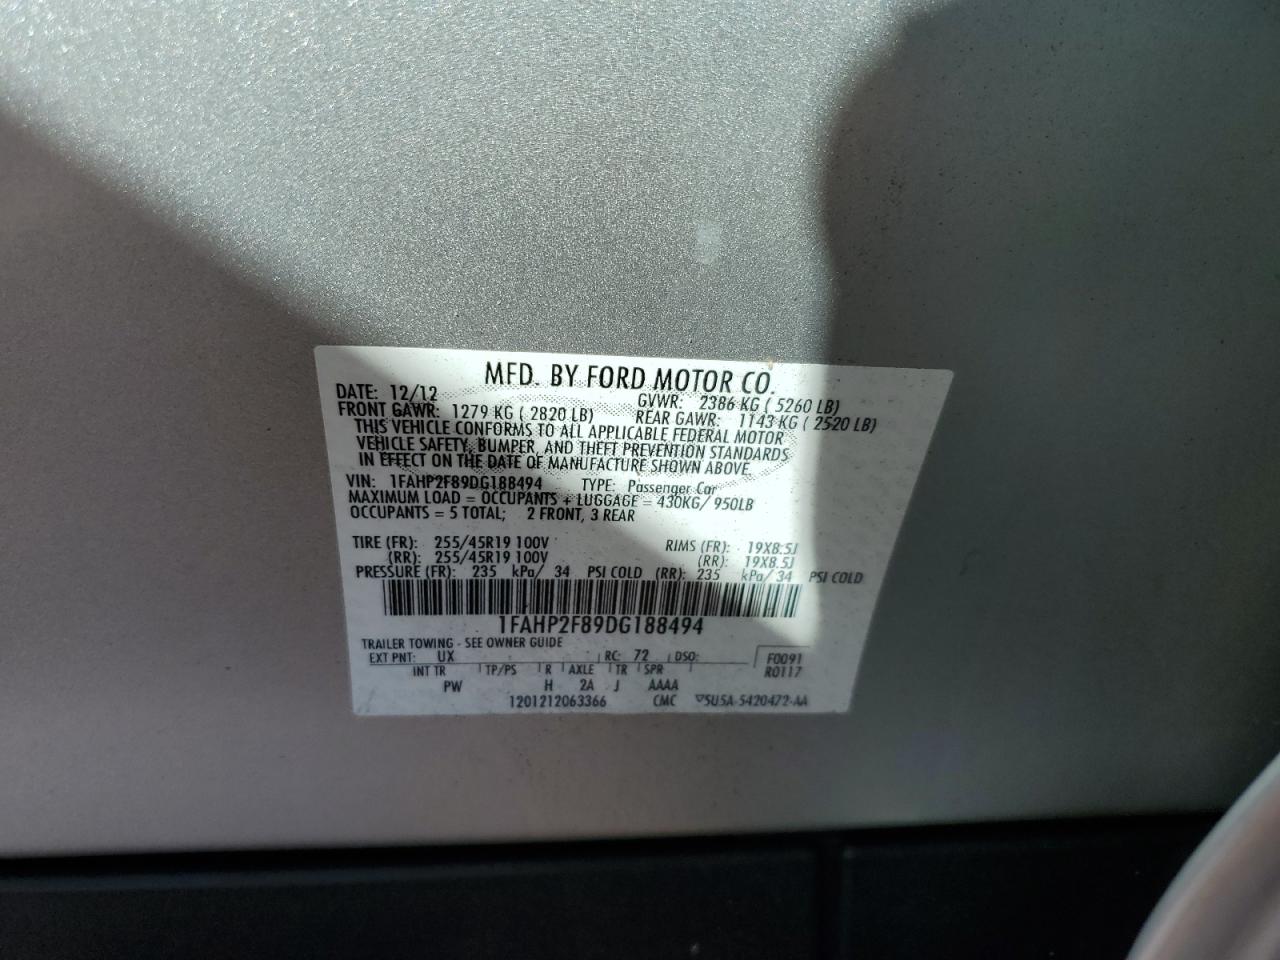 MFD. BY FORD MOTOR CO.
DATE: 12/12 GVWR: 2386 KG ( 5260 LB)
FRONT GAWR: 1279 KG ( 2820 LB) REAR GAWR: 1143 KG ( 2520 LB)
THIS VEHICLE CONFORMS TO ALL APPLICABLE FEDERAL MOTOR
VEHICLE SAFETY, BUMPER, AND THEFT PREVENTION STANDARDS
IN EFFECT ON THE DATE OF MANUFACTURE SHOWN ABOVE.
VIN: 1FAHP2F89DG188494 TYPE: Passenger Car
MAXIMUM LOAD = OCCUPANTS + LUGGAGE = 430KG/ 950LB
OCCUPANTS = 5 TOTAL; 2 FRONT, 3 REAR
TIRE (FR): 255/45R19 100V RIMS (FR): 19X8.5J
(RR): 255/45R19 100V (RR): 19X8.5J
PRESSURE (FR): 235 kPa/ 34 PSI COLD (RR): 235 kPa/ 34 PSI COLD
1FAHP2F89DG188494
TRAILER TOWING - SEE OWNER GUIDE
EXT PNT: UX RC: 72 DSO: F0091
INT TR TP/PS R AXLE TR SPR R0117
PW H 2A J AAAA
1201212063366 CMC 5U5A-5420472-AA